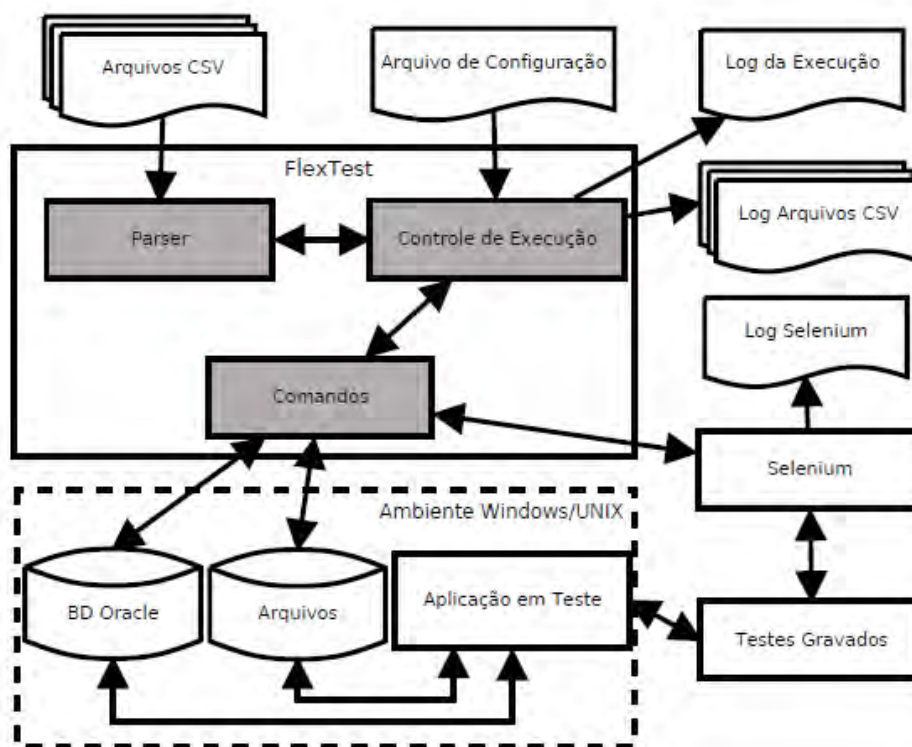 Arquivos CSV
Arquivo de Configuração
Log da Execução
FlexTest
Parser
Controle de Execução
Log Arquivos CSV
Log Selenium
Comandos
Selenium
Ambiente Windows/UNIX
BD Oracle
Arquivos
Aplicação em Teste
Testes Gravados